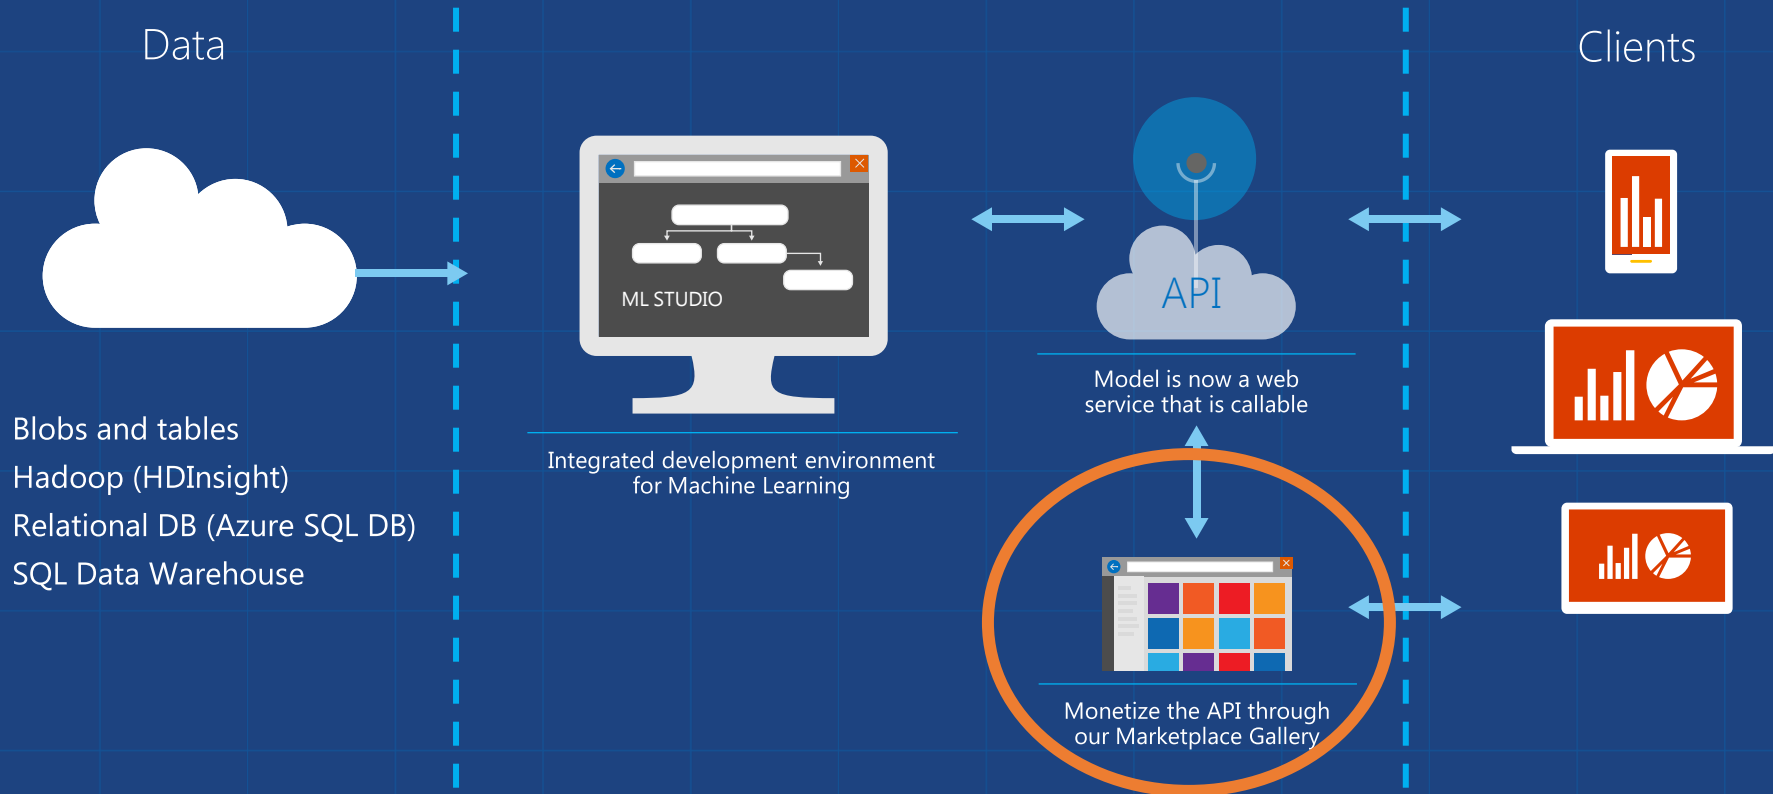 Data
Clients
ML STUDIO
API
Model is now a web
service that is callable
Blobs and tables
Hadoop (HDInsight)
Relational DB (Azure SQL DB)
SQL Data Warehouse
Integrated development environment
for Machine Learning
Monetize the API through
our Marketplace Gallery